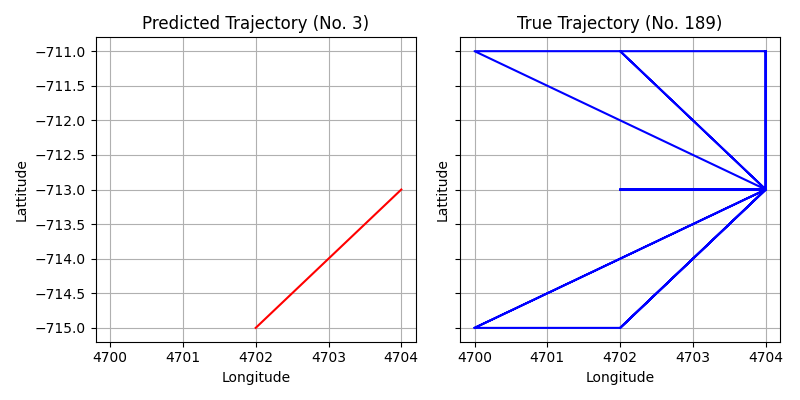 Predicted Trajectory (No. 3)
True Trajectory (No. 189)
−711.0
−711.5
−712.0
−712.5
−713.0
−713.5
−714.0
−714.5
−715.0
Lattitude
Lattitude
4700 4701 4702 4703 4704
4700 4701 4702 4703 4704
Longitude
Longitude